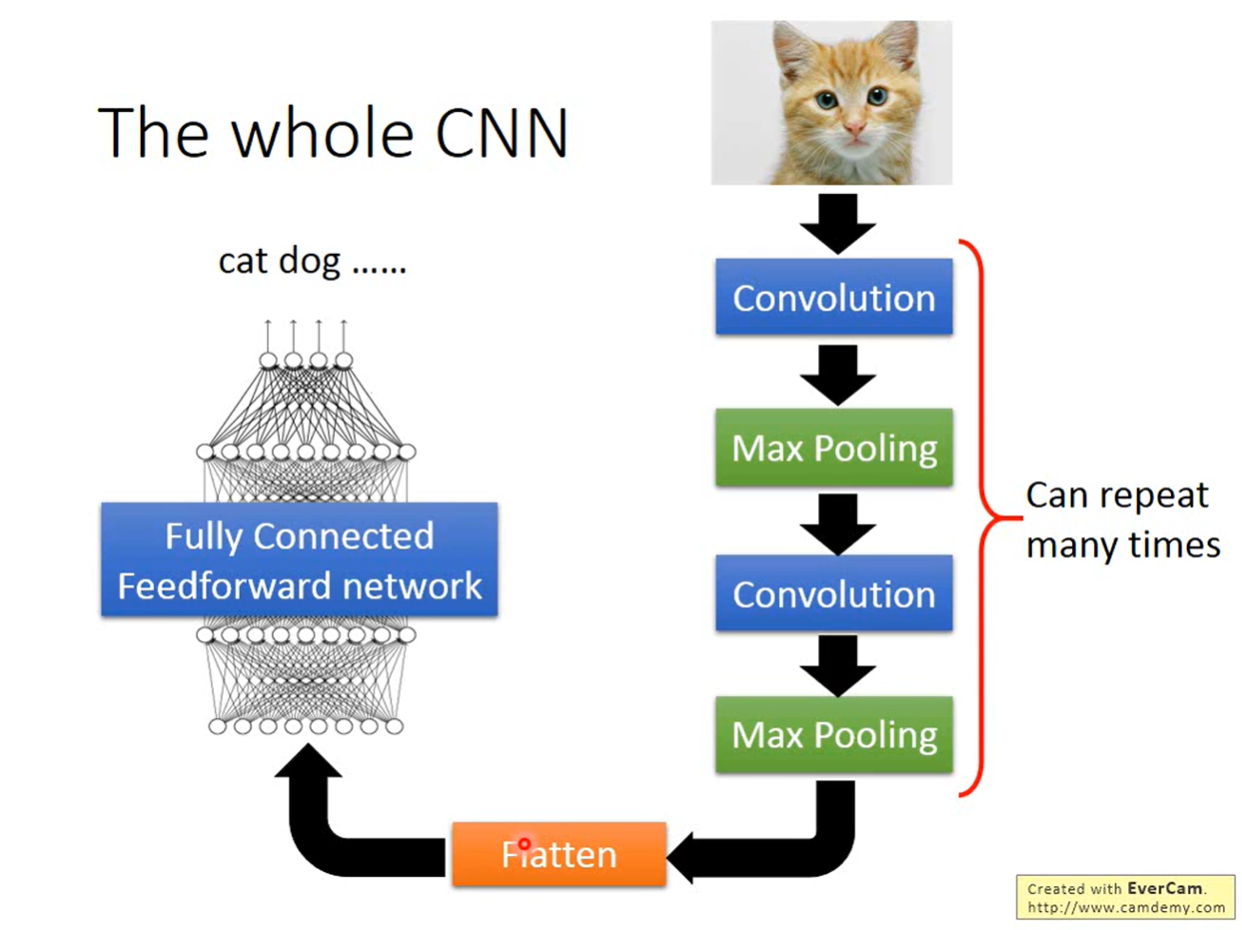 The whole CNN
cat dog ......
Convolution
Max Pooling
Convolution
Max Pooling
Can repeat
many times
Flatten
Fully Connected
Feedforward network
Created with EverCam.
http://www.camdemy.com